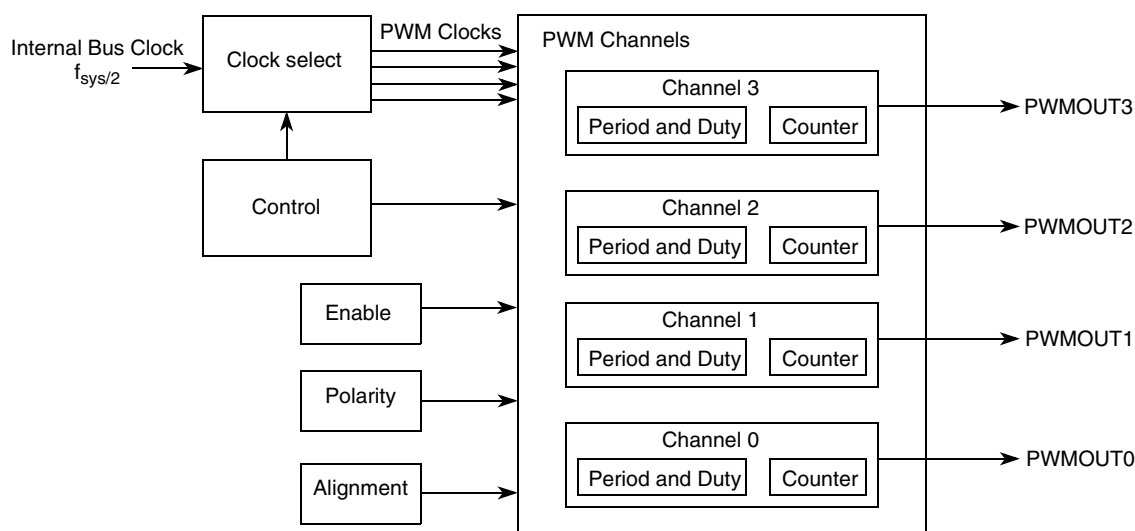 Internal Bus Clock
fsys/2
Clock select
PWM Clocks
Control
Enable
Polarity
Alignment
PWM Channels
Channel 3
Period and Duty
Counter
PWMOUT3
Channel 2
Period and Duty
Counter
PWMOUT2
Channel 1
Period and Duty
Counter
PWMOUT1
Channel 0
Period and Duty
Counter
PWMOUT0